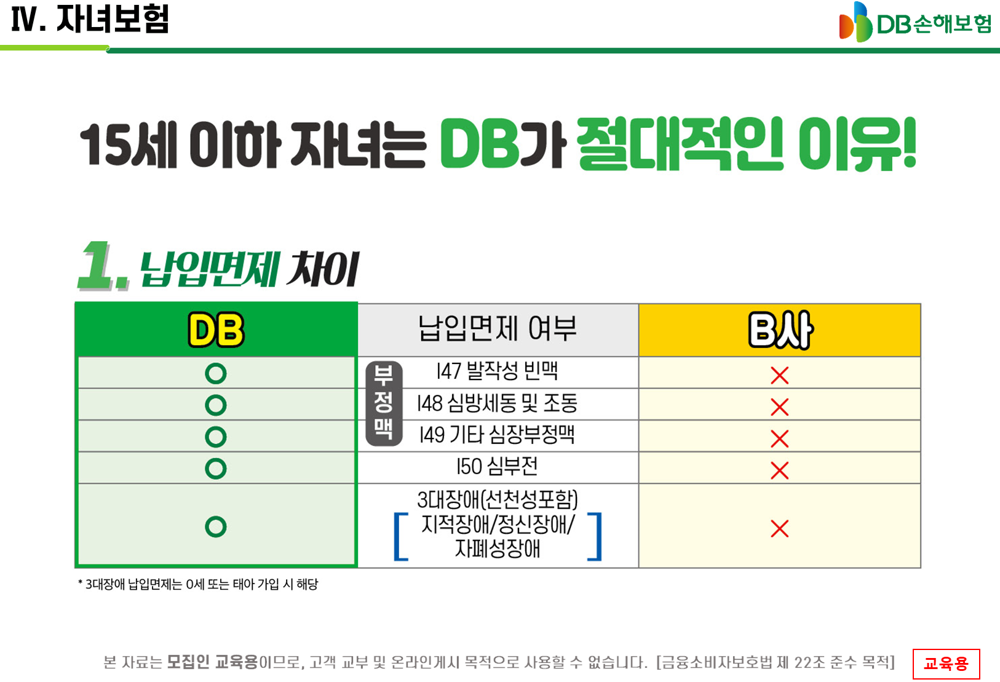 Ⅳ. 자녀보험
DB손해보험
15세 이하 자녀는 DB가 절대적인 이유!
1. 납입면제 차이
DB 납입면제 여부 B사
부정맥
○ I47 발작성 빈맥 ×
○ I48 심방세동 및 조동 ×
○ I49 기타 심장부정맥 ×
○ I50 심부전 ×
3대장애(선천성포함)
○ [ 지적장애/정신장애/ ] ×
자폐성장애
* 3대장애 납입면제는 0세 또는 태아 가입 시 해당
본 자료는 모집인 교육용이므로, 고객 교부 및 온라인게시 목적으로 사용할 수 없습니다. [금융소비자보호법 제 22조 준수 목적]
교육용